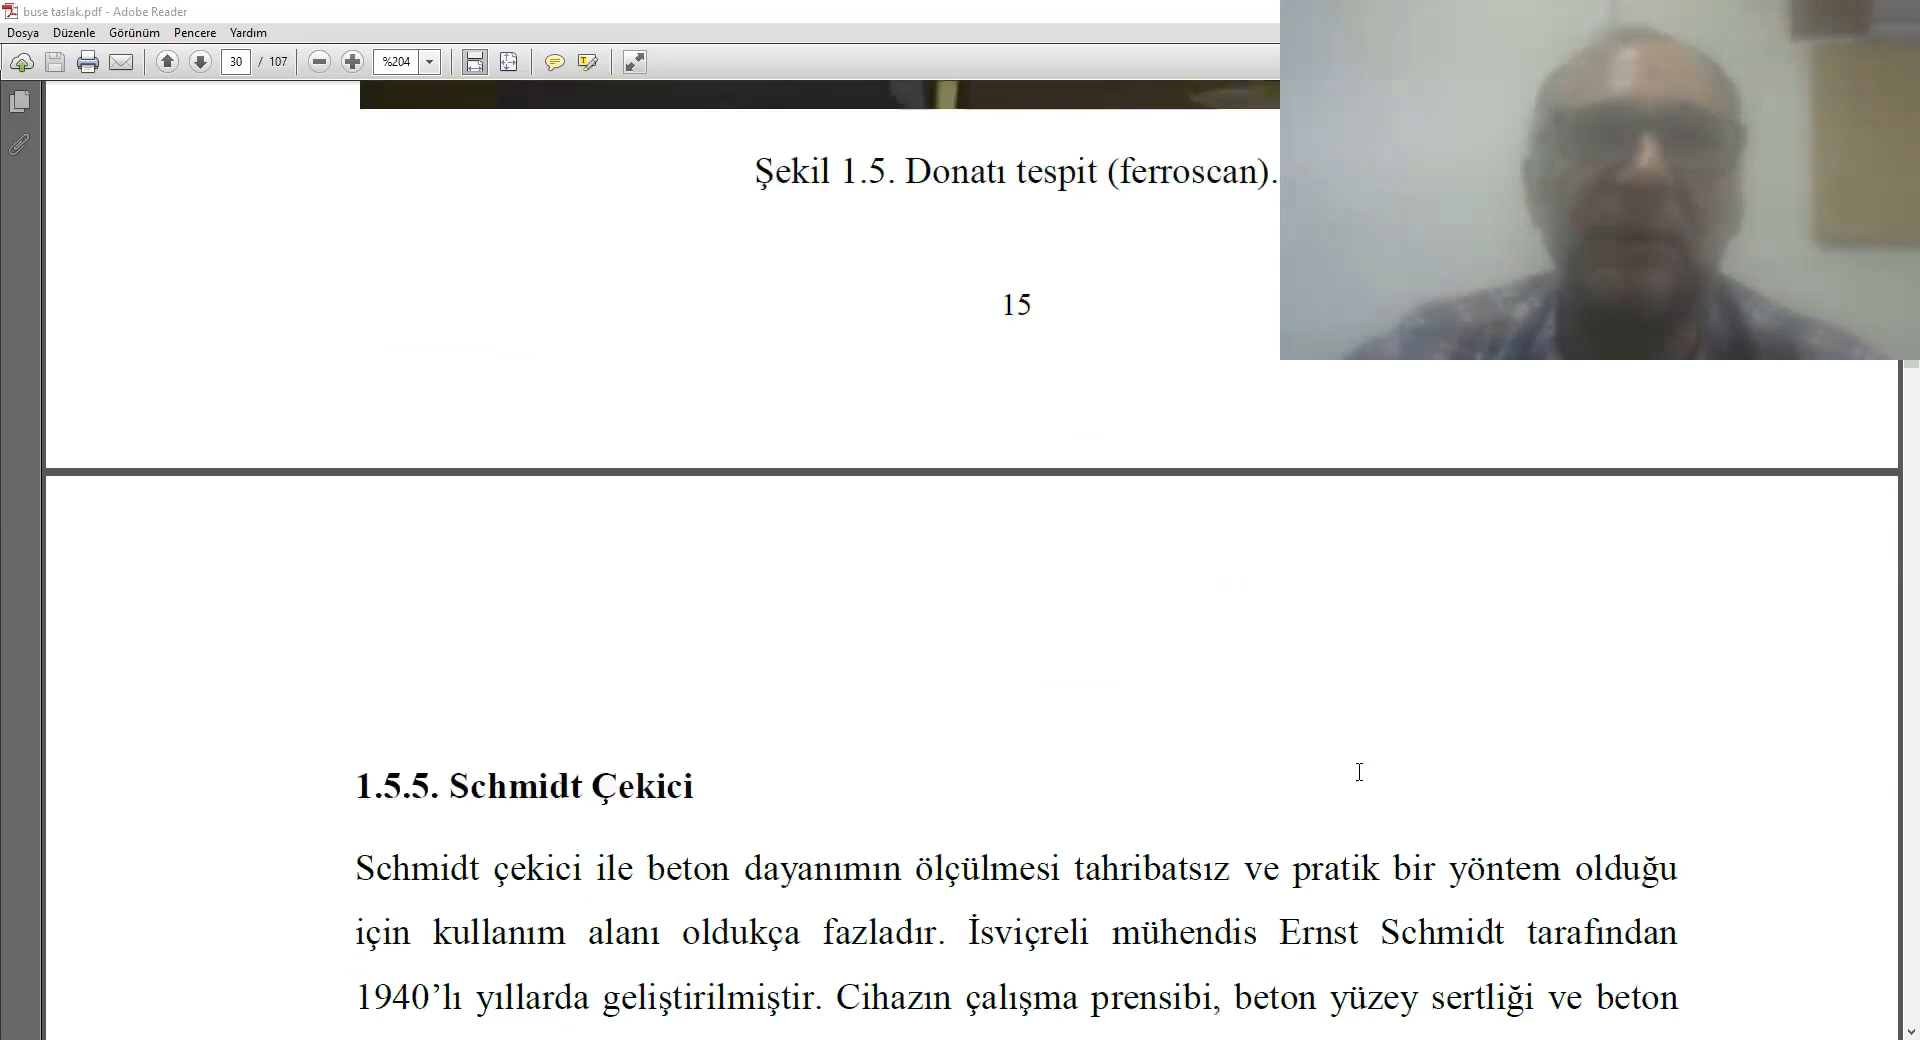 buse taslak.pdf - Adobe Reader
Dosya Düzenle Görünüm Pencere Yardım
30 / 107 %204
Şekil 1.5. Donatı tespit (ferroscan).
15
1.5.5. Schmidt Çekici
Schmidt çekici ile beton dayanımın ölçülmesi tahribatsız ve pratik bir yöntem olduğu
için kullanım alanı oldukça fazladır. İsviçreli mühendis Ernst Schmidt tarafından
1940’lı yıllarda geliştirilmiştir. Cihazın çalışma prensibi, beton yüzey sertliği ve beton